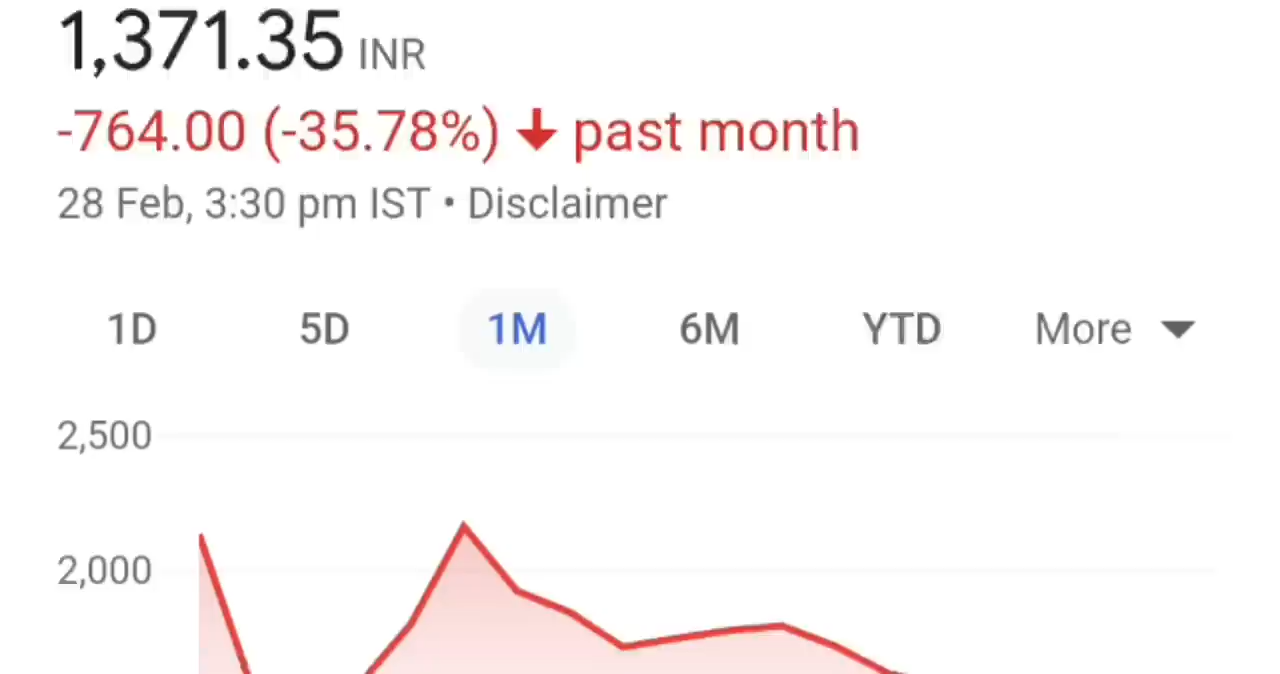 1,371.35 INR
-764.00 (-35.78%) ↓ past month
28 Feb, 3:30 pm IST • Disclaimer
1D 5D 1M 6M YTD More
2,500
2,000